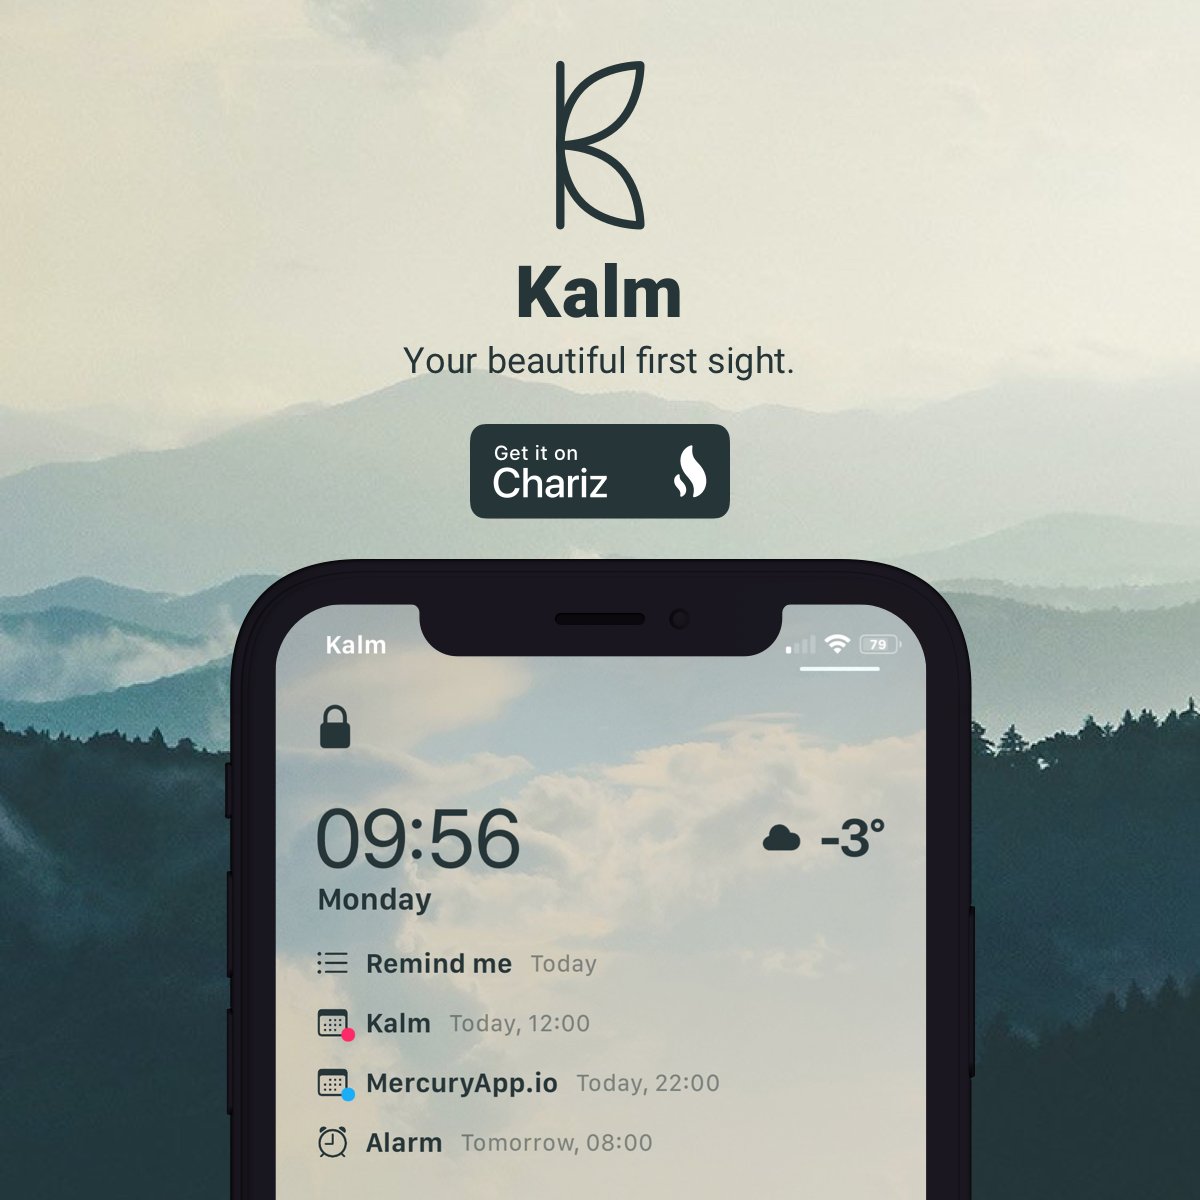 Kalm
Your beautiful first sight.
Get it on
Chariz
Kalm
79
09:56
-3°
Monday
Remind me Today
Kalm Today, 12:00
MercuryApp.io Today, 22:00
Alarm Tomorrow, 08:00